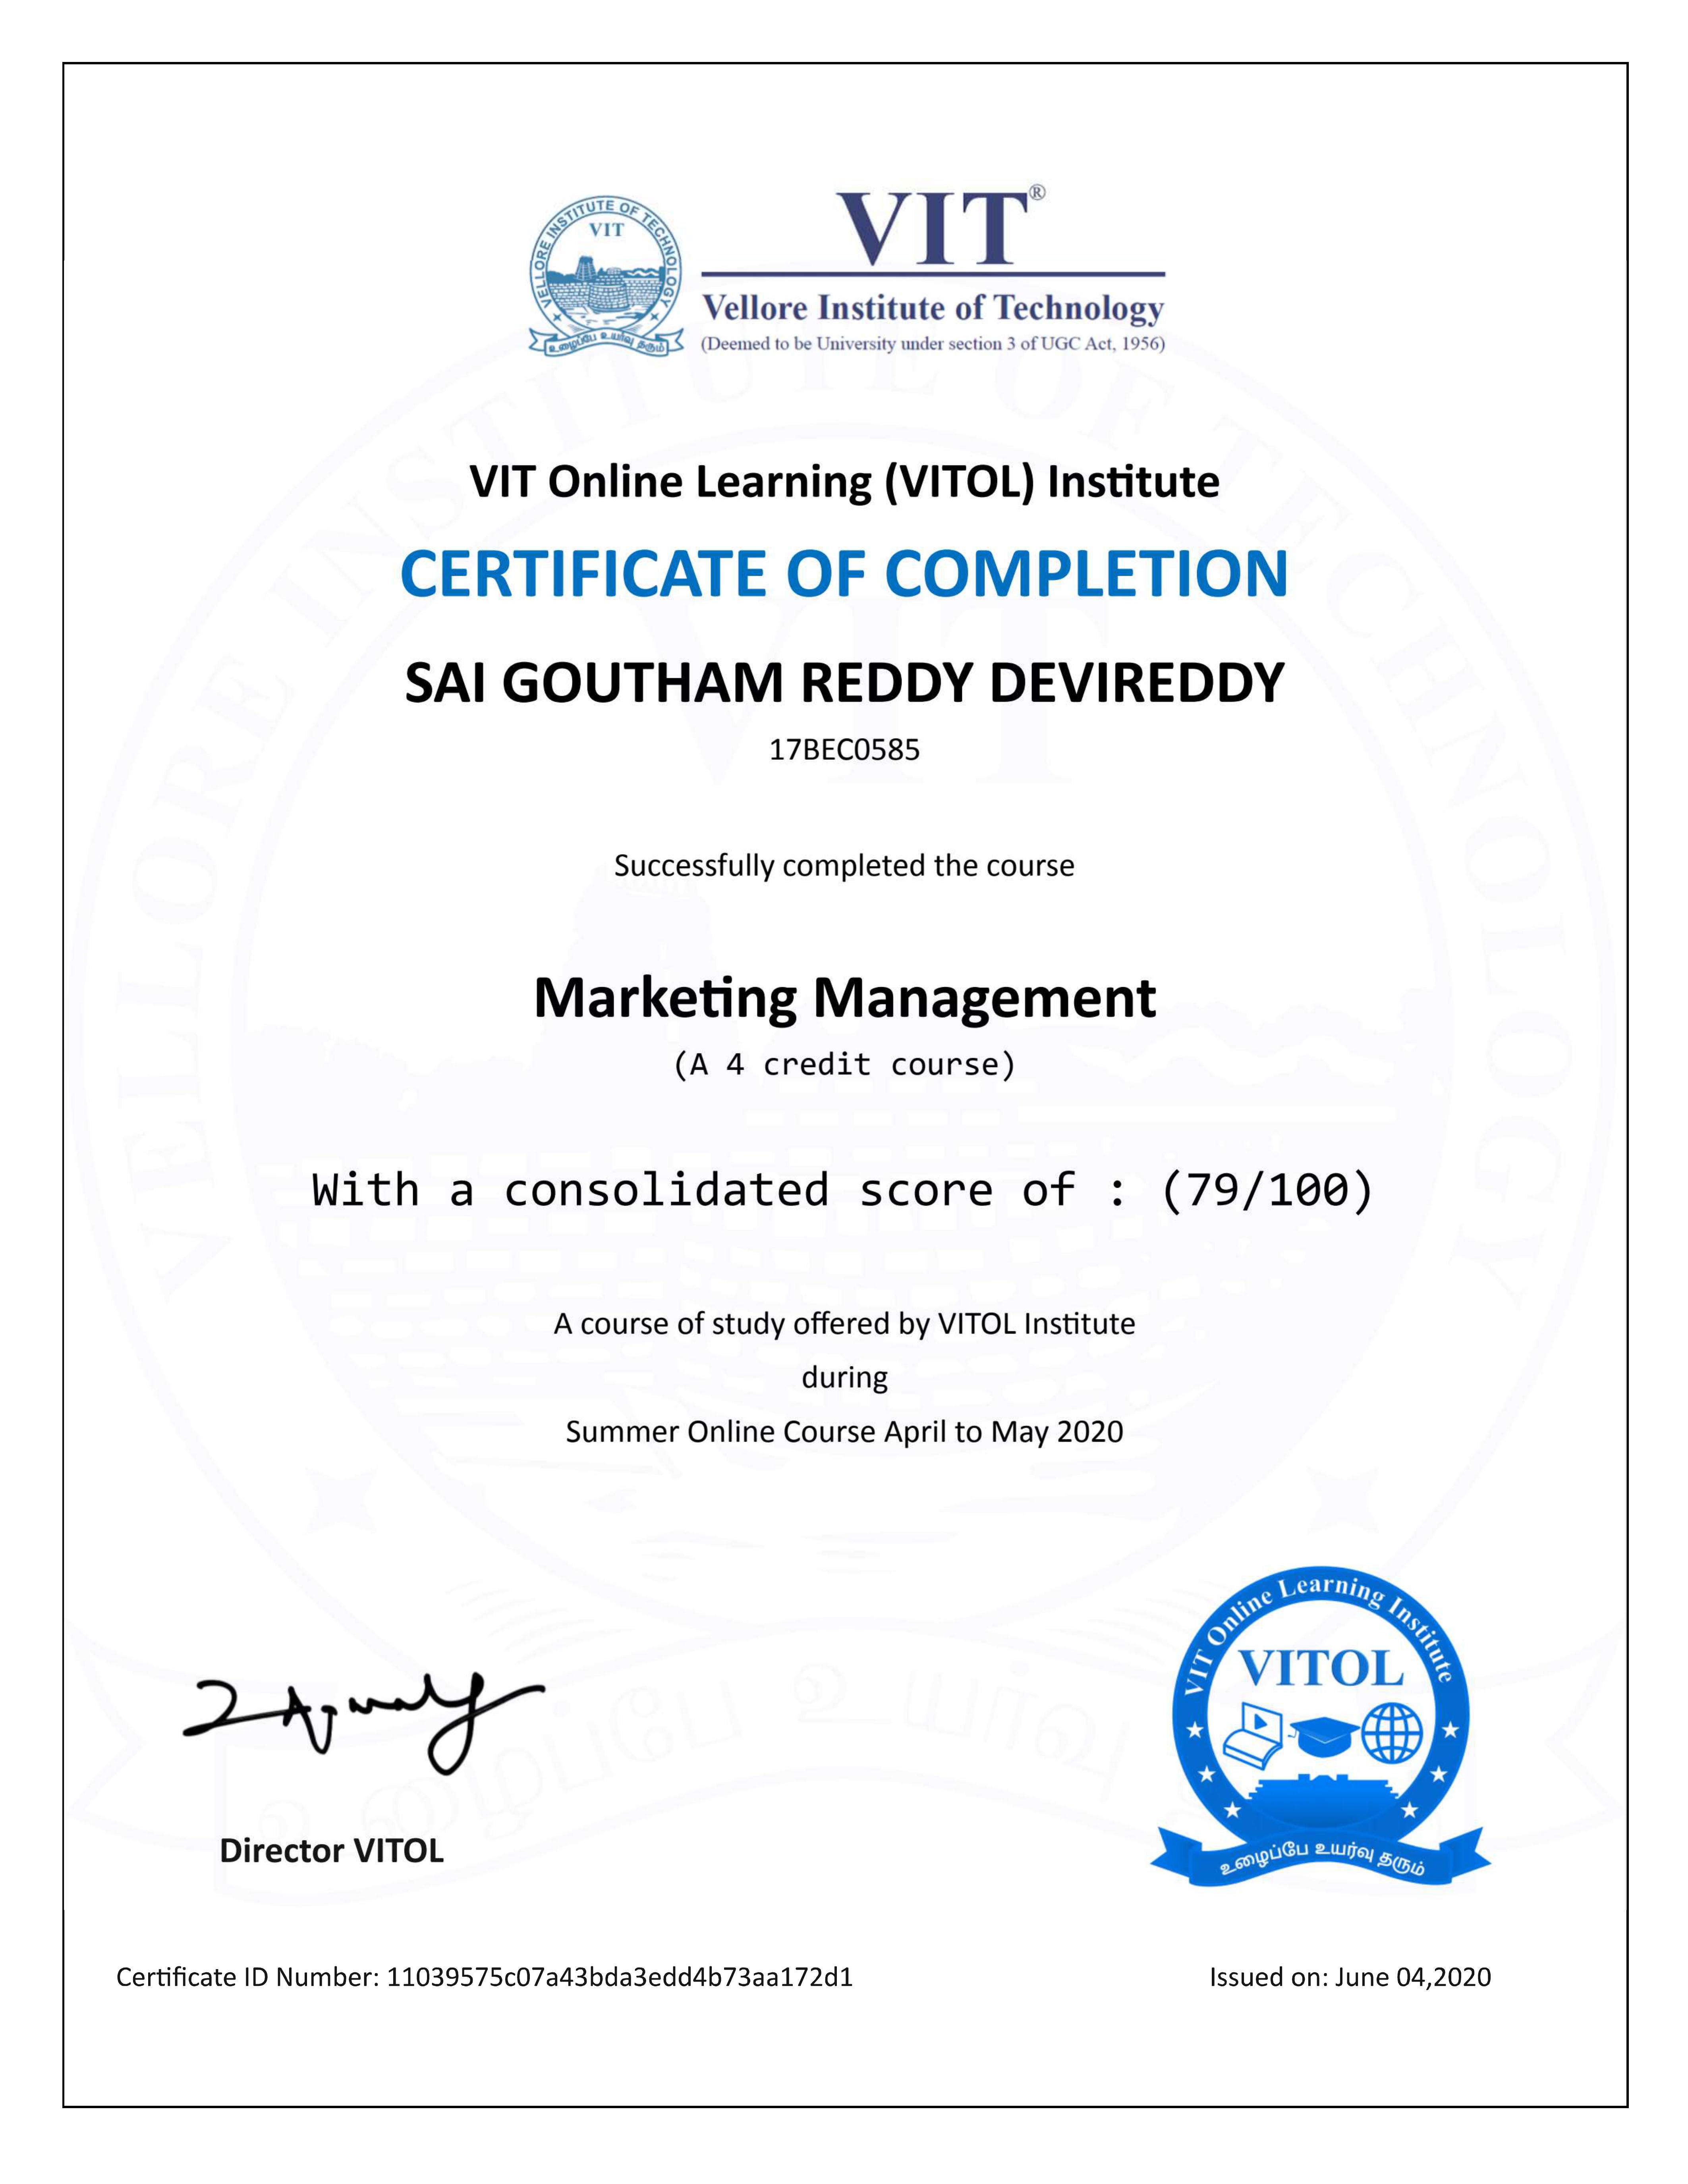 VELLORE INSTITUTE OF TECHNOLOGY
VIT
உழைப்பே உயர்வு தரும்
VIT®
Vellore Institute of Technology
(Deemed to be University under section 3 of UGC Act, 1956)
VIT Online Learning (VITOL) Institute
CERTIFICATE OF COMPLETION
SAI GOUTHAM REDDY DEVIREDDY
17BEC0585
Successfully completed the course
Marketing Management
(A 4 credit course)
With a consolidated score of : (79/100)
A course of study offered by VITOL Institute
during
Summer Online Course April to May 2020
VIT Online Learning Institute
VITOL
உழைப்பே உயர்வு தரும்
Director VITOL
Certificate ID Number: 11039575c07a43bda3edd4b73aa172d1
Issued on: June 04,2020